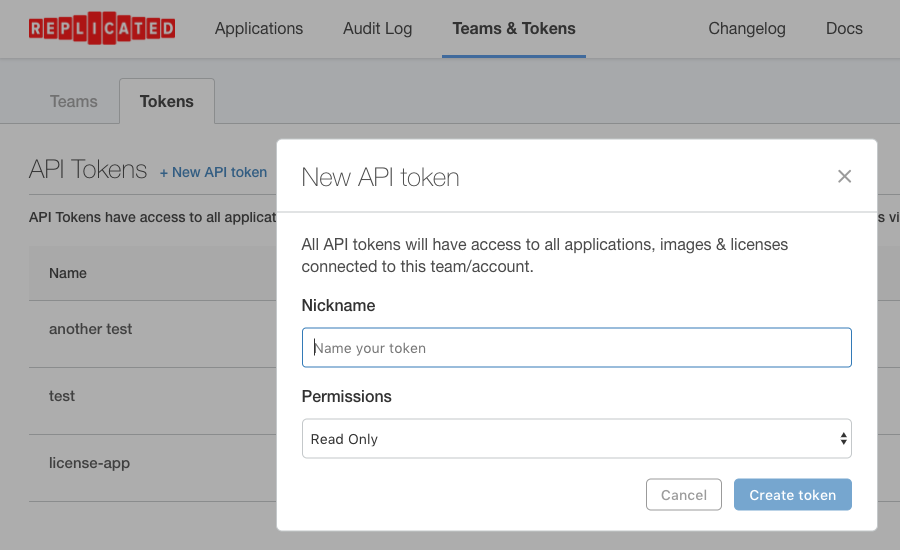 REPLICATED Applications Audit Log Teams & Tokens Changelog Docs
Teams Tokens
API Tokens + New API token
API Tokens have access to all applicat
s vi
Name
another test
test
license-app
New API token ×
All API tokens will have access to all applications, images & licenses
connected to this team/account.
Nickname
Name your token
Permissions
Read Only
Cancel Create token